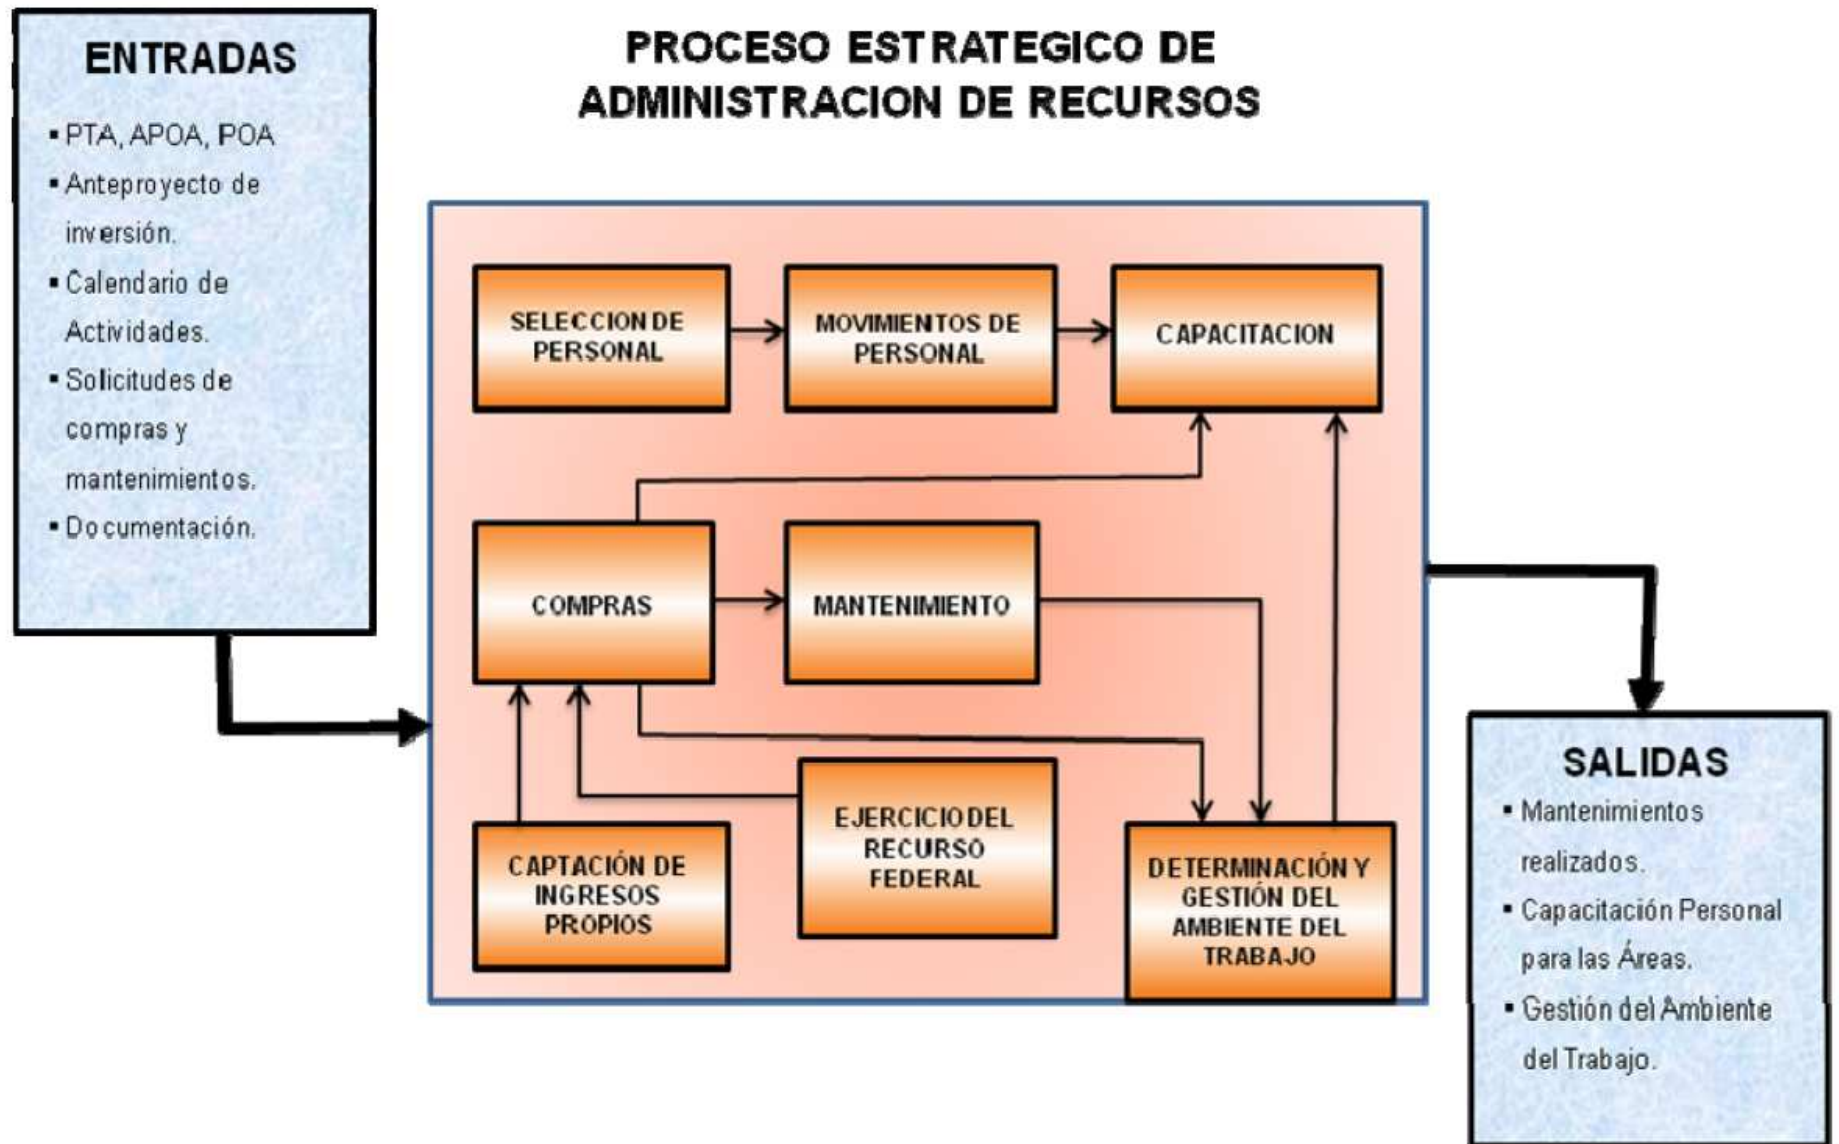 PROCESO ESTRATEGICO DE
ADMINISTRACION DE RECURSOS
ENTRADAS
▪ PTA, APOA, POA
▪ Anteproyecto de
inversión.
▪ Calendario de
Actividades.
▪ Solicitudes de
compras y
mantenimientos.
▪ Documentación.
SELECCION DE
PERSONAL
MOVIMIENTOS DE
PERSONAL
CAPACITACION
COMPRAS
MANTENIMIENTO
CAPTACIÓN DE
INGRESOS
PROPIOS
EJERCICIO DEL
RECURSO
FEDERAL
DETERMINACIÓN Y
GESTIÓN DEL
AMBIENTE DEL
TRABAJO
SALIDAS
▪ Mantenimientos
realizados.
▪ Capacitación Personal
para las Áreas.
▪ Gestión del Ambiente
del Trabajo.